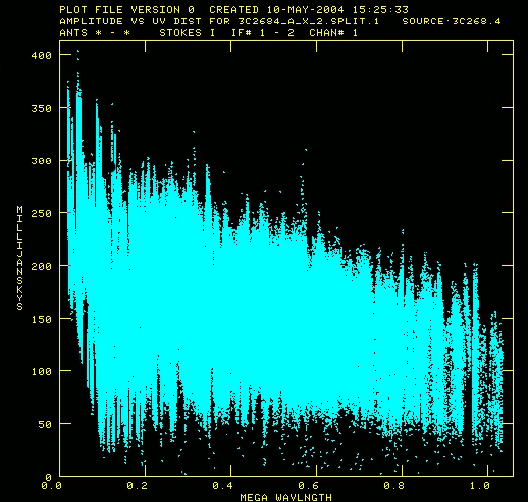 PLOT FILE VERSION 0  CREATED 10-MAY-2004 15:25:33
AMPLITUDE VS UV DIST FOR 3C2684_A_X_2.SPLIT.1   SOURCE-3C268.4
ANTS * - *   STOKES I  IF# 1 - 2  CHAN# 1
400
350
300
250
200
150
100
50
0
MILLIJANSKYS
0.0 0.2 0.4 0.6 0.8 1.0
MEGA WAVLNGTH